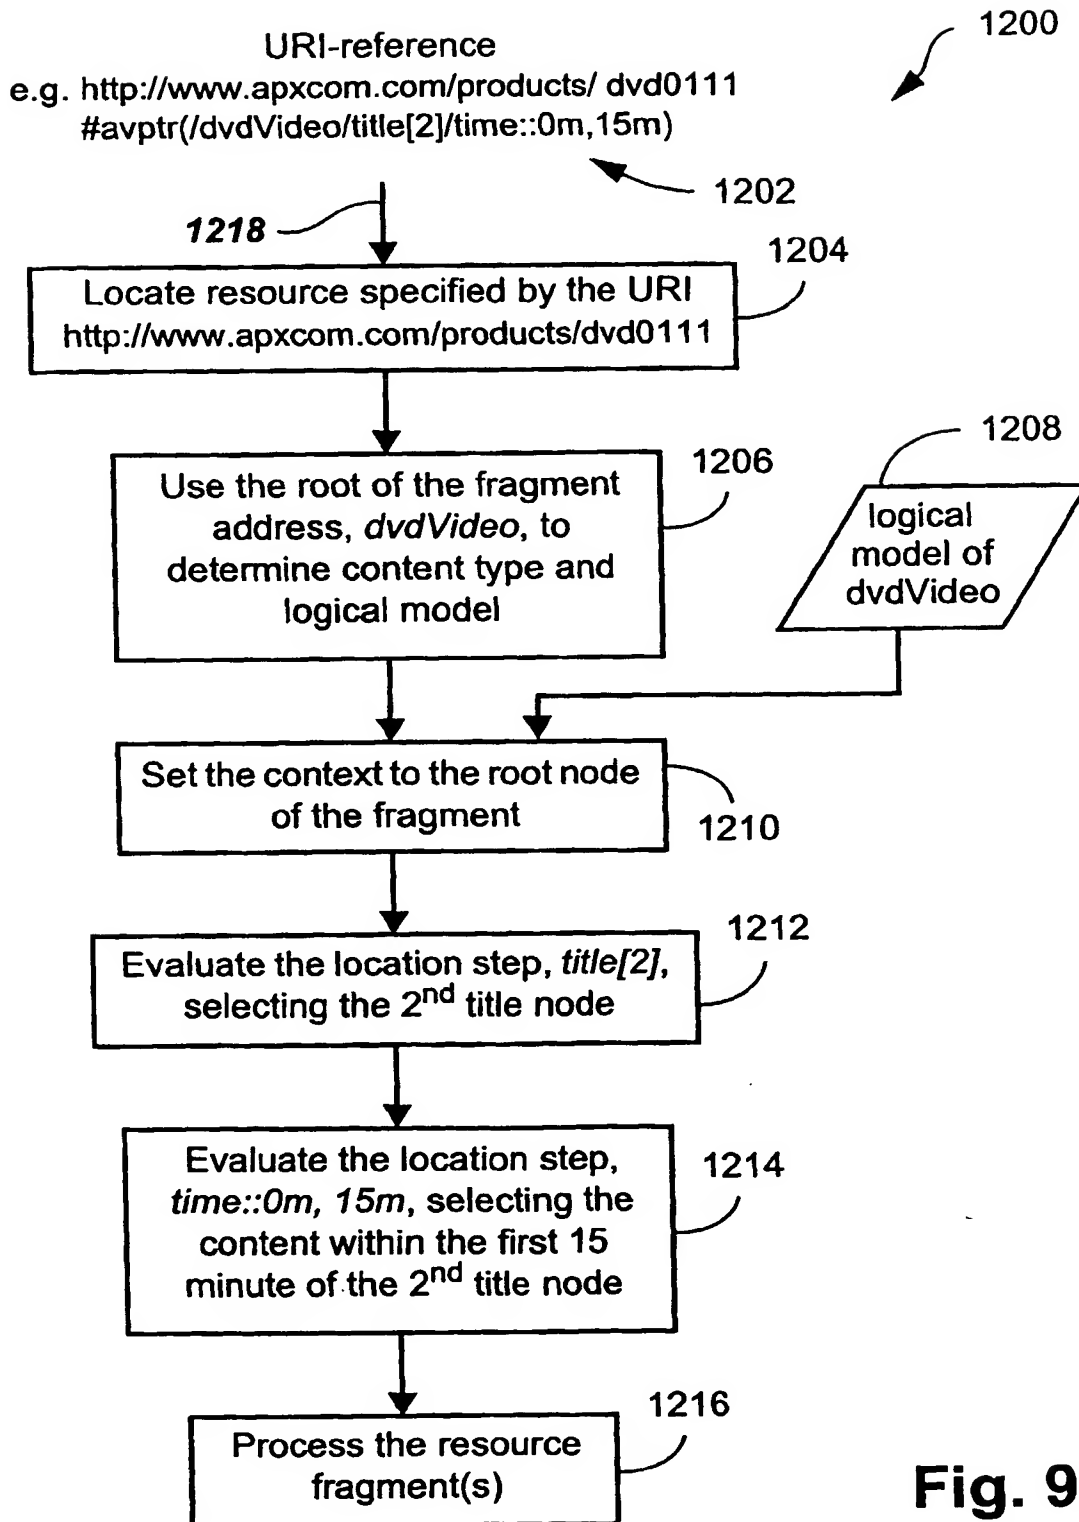 1200
URI-reference
e.g. http://www.apxcom.com/products/ dvd0111
#avptr(/dvdVideo/title[2]/time::0m,15m)
1202
1218
1204
Locate resource specified by the URI
http://www.apxcom.com/products/dvd0111
1208
1206
Use the root of the fragment
address, dvdVideo, to
determine content type and
logical model
logical
model of
dvdVideo
Set the context to the root node
of the fragment
1210
1212
Evaluate the location step, title[2],
selecting the 2nd title node
1214
Evaluate the location step,
time::0m, 15m, selecting the
content within the first 15
minute of the 2nd title node
1216
Process the resource
fragment(s)
Fig. 9